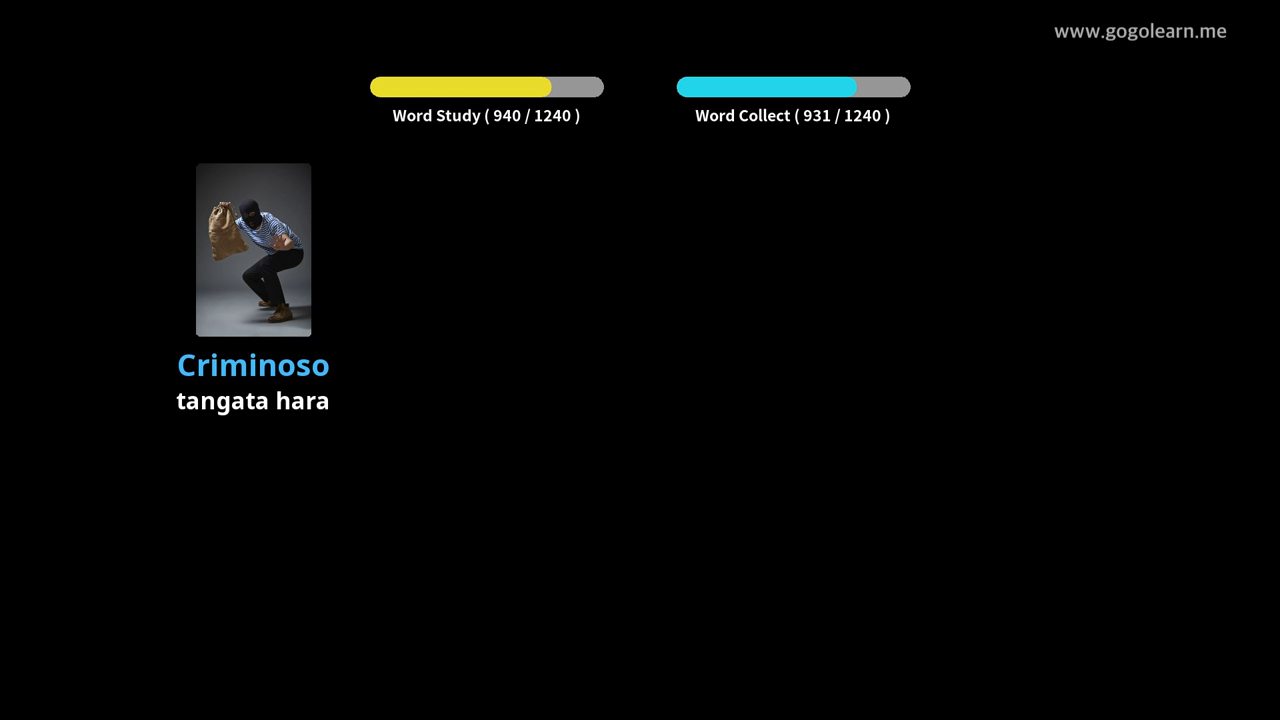 www.gogolearn.me
Word Study ( 940 / 1240 )
Word Collect ( 931 / 1240 )
Criminoso
tangata hara